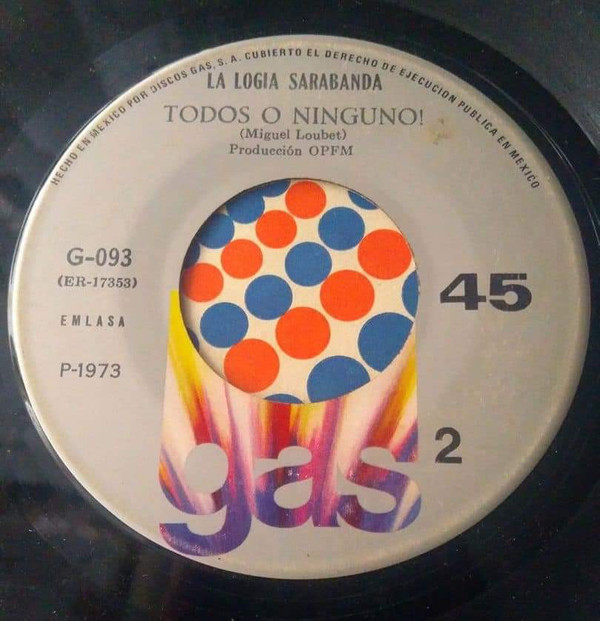 HECHO EN MEXICO POR DISCOS GAS, S. A. CUBIERTO EL DERECHO DE EJECUCION PUBLICA EN MEXICO
LA LOGIA SARABANDA
TODOS O NINGUNO!
(Miguel Loubet)
Producción OPFM
G-093
(ER-17353)
45
EMLASA
P-1973
gas
2